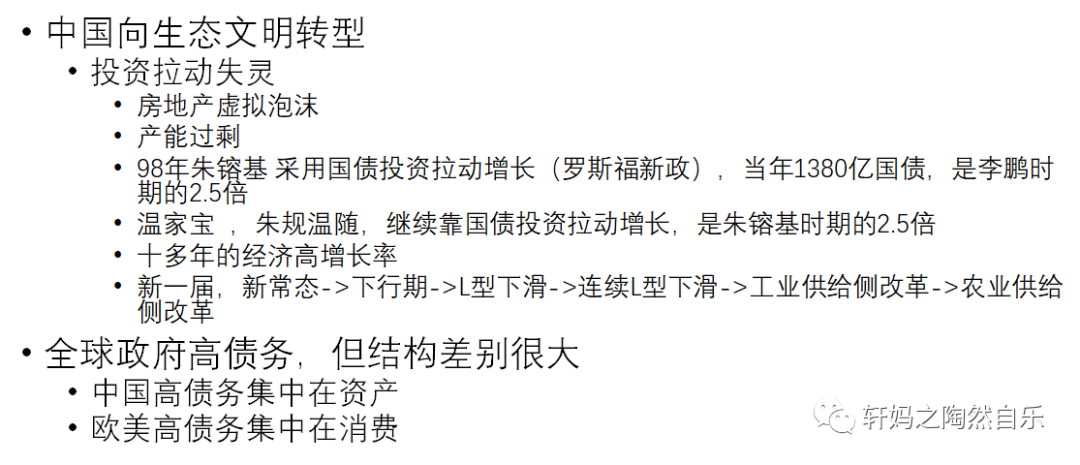 • 中国向生态文明转型
• 投资拉动失灵
• 房地产虚拟泡沫
• 产能过剩
• 98年朱镕基 采用国债投资拉动增长（罗斯福新政），当年1380亿国债，是李鹏时
期的2.5倍
• 温家宝 ，朱规温随，继续靠国债投资拉动增长，是朱镕基时期的2.5倍
• 十多年的经济高增长率
• 新一届，新常态->下行期->L型下滑->连续L型下滑->工业供给侧改革->农业供给
侧改革
• 全球政府高债务，但结构差别很大
• 中国高债务集中在资产
• 欧美高债务集中在消费
轩妈之陶然自乐